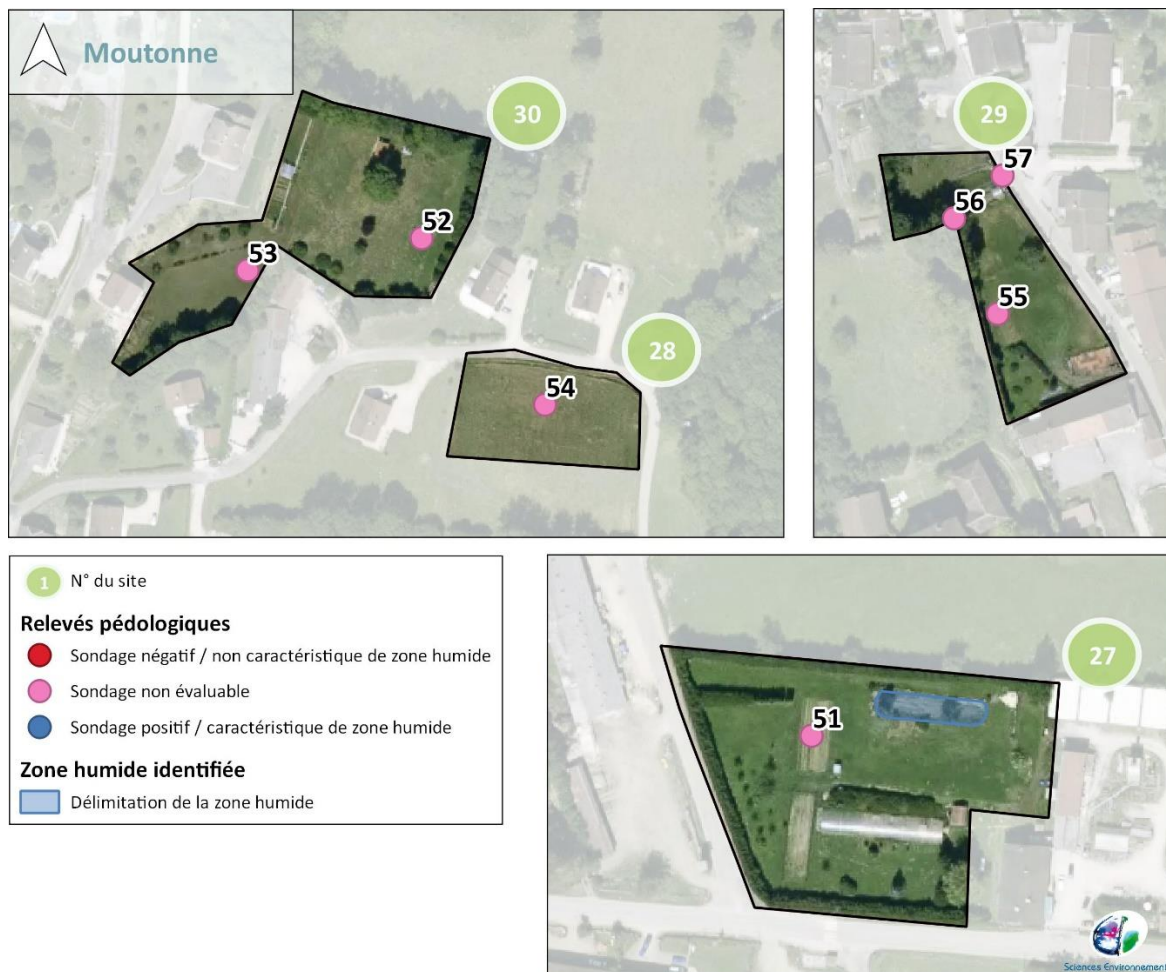 Moutonne
30
53
52
28
54
29
57
56
55
1 N° du site
Relevés pédologiques
Sondage négatif / non caractéristique de zone humide
Sondage non évaluable
Sondage positif / caractéristique de zone humide
Zone humide identifiée
Délimitation de la zone humide
27
51
Sciences Environnement